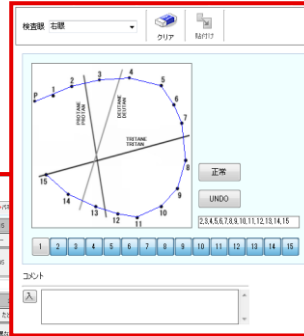 検査眼 右眼
クリア
貼付け
P 1 2 3 4 5
6
7
8
9
10
11
12
13
14
15
PROTANE
PROTAN
DEUTANE
DEUTAN
TRITANE
TRITAN
正常
UNDO
2,3,4,5,6,7,8,9,10,11,12,13,14,15
1 2 3 4 5 6 7 8 9 10 11 12 13 14 15
コメント
入